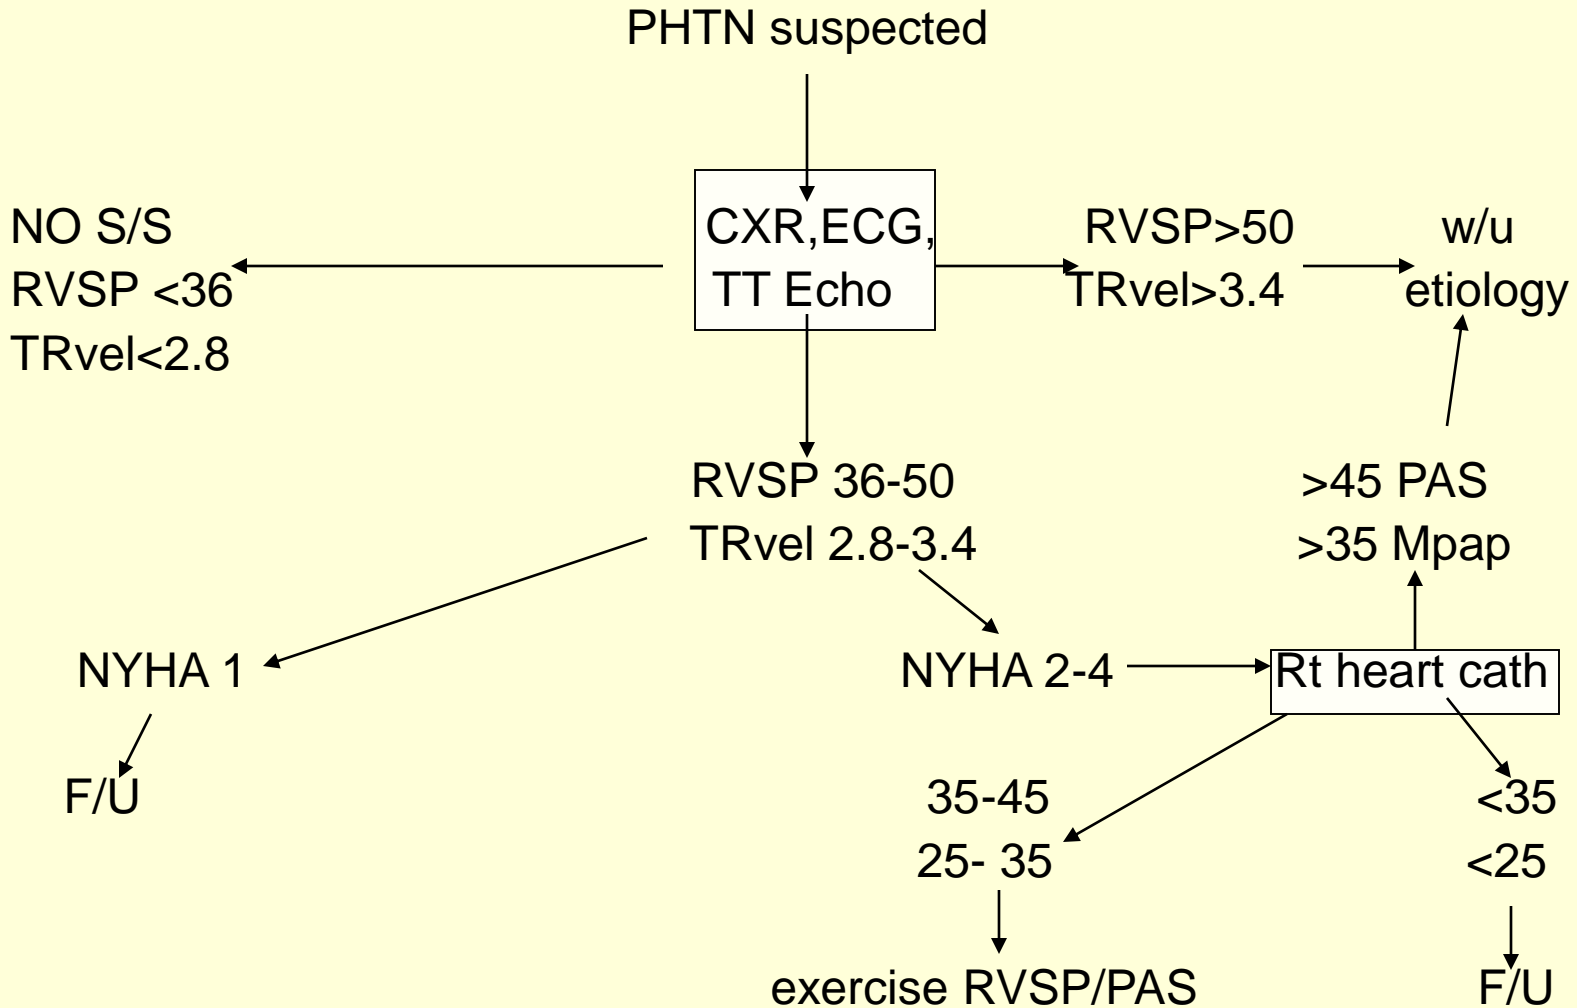 PHTN suspected
NO S/S
RVSP <36
TRvel<2.8
CXR,ECG,
TT Echo
RVSP>50
TRvel>3.4
w/u
etiology
RVSP 36-50
TRvel 2.8-3.4
>45 PAS
>35 Mpap
NYHA 1
NYHA 2-4
Rt heart cath
F/U
35-45
25- 35
<35
<25
exercise RVSP/PAS
F/U